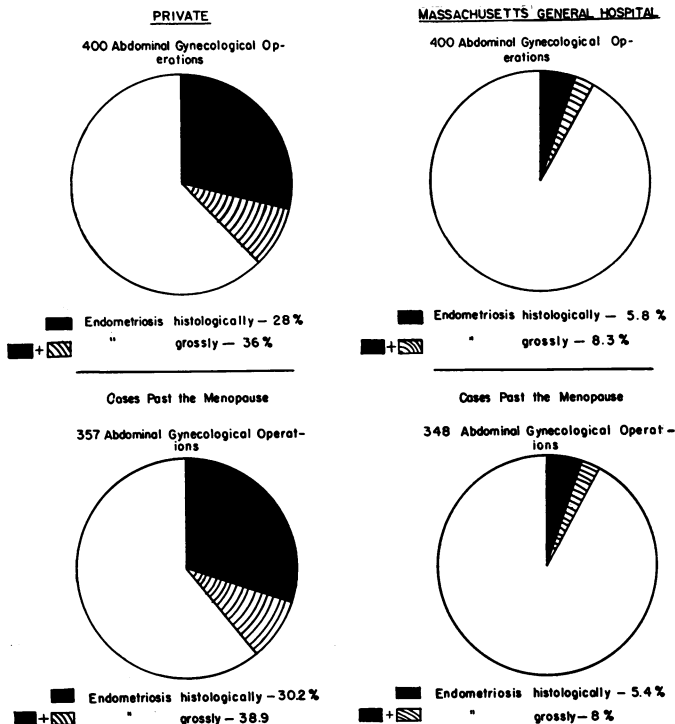 PRIVATE
400 Abdominal Gynecological Op-
erations
Endometriosis histologically – 28 %
+ " grossly – 36 %
Cases Past the Menopause
357 Abdominal Gynecological Operat-
ions
Endometriosis histologically – 30.2 %
+ " grossly – 38.9
MASSACHUSETTS GENERAL HOSPITAL
400 Abdominal Gynecological Op-
erations
Endometriosis histologically – 5.8 %
+ " grossly – 8.3 %
Cases Past the Menopause
348 Abdominal Gynecological Operat-
ions
Endometriosis histologically – 5.4 %
+ " grossly – 8 %